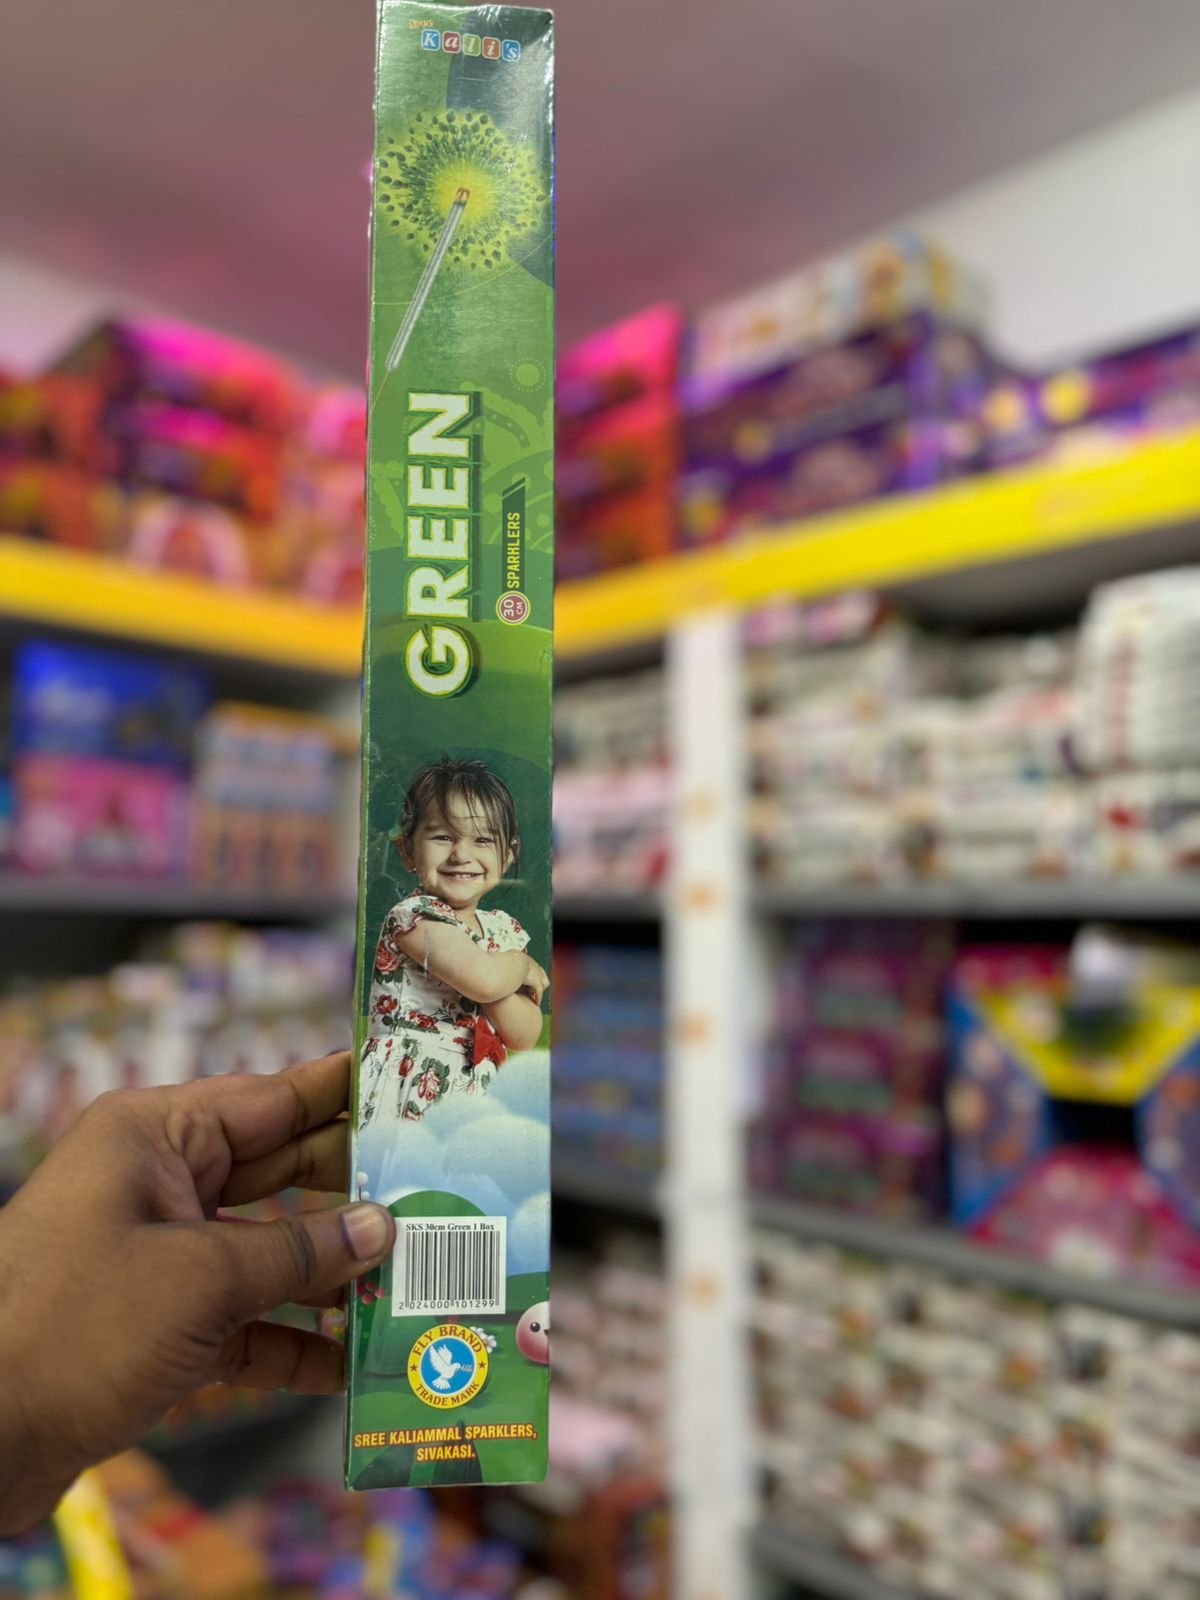 Sree
Kali's
GREEN
30 CM SPARKLERS
SKS 30cm Green 1 Box
2 024000 101299
FLY BRAND
TRADE MARK
SREE KALIAMMAL SPARKLERS,
SIVAKASI.